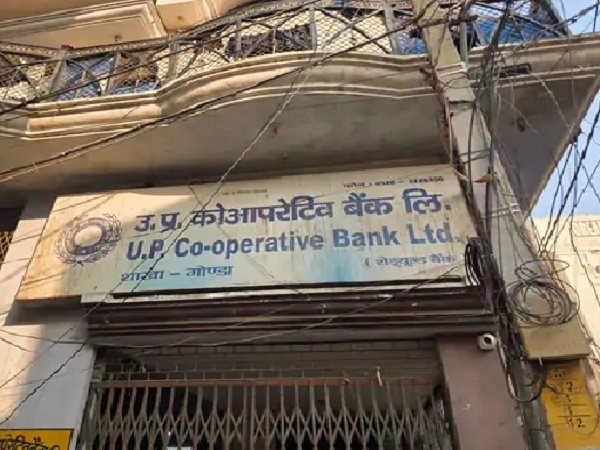 उ.प्र. कोआपरेटिव बैंक लि.
U.P. Co-operative Bank Ltd.
शाखा - गोण्डा
( शेड्यूल्ड बैंक